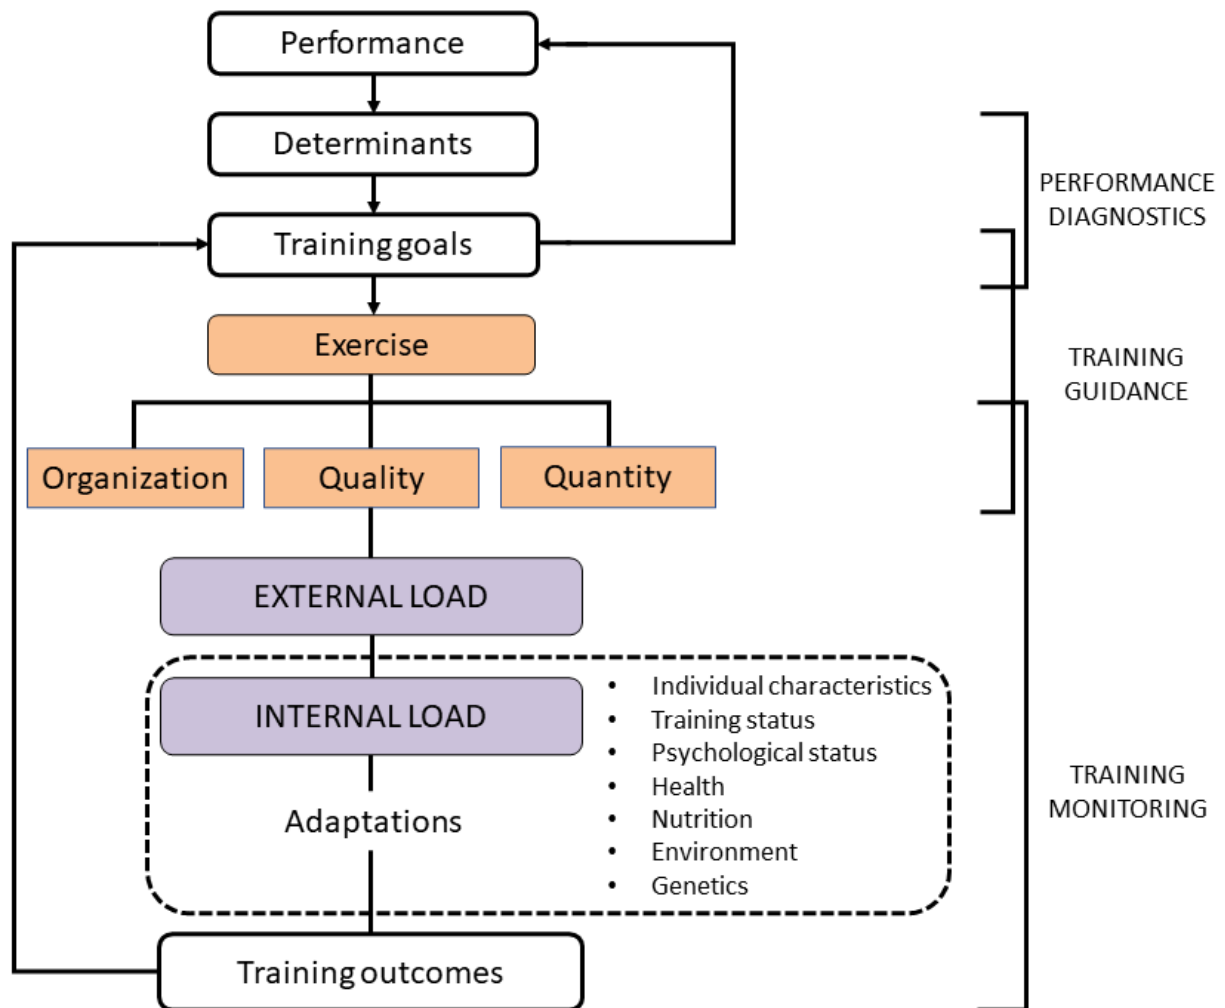 Performance
Determinants
PERFORMANCE
DIAGNOSTICS
Training goals
Exercise
TRAINING
GUIDANCE
Organization
Quality
Quantity
EXTERNAL LOAD
INTERNAL LOAD
• Individual characteristics
• Training status
• Psychological status
• Health
• Nutrition
• Environment
• Genetics
Adaptations
TRAINING
MONITORING
Training outcomes